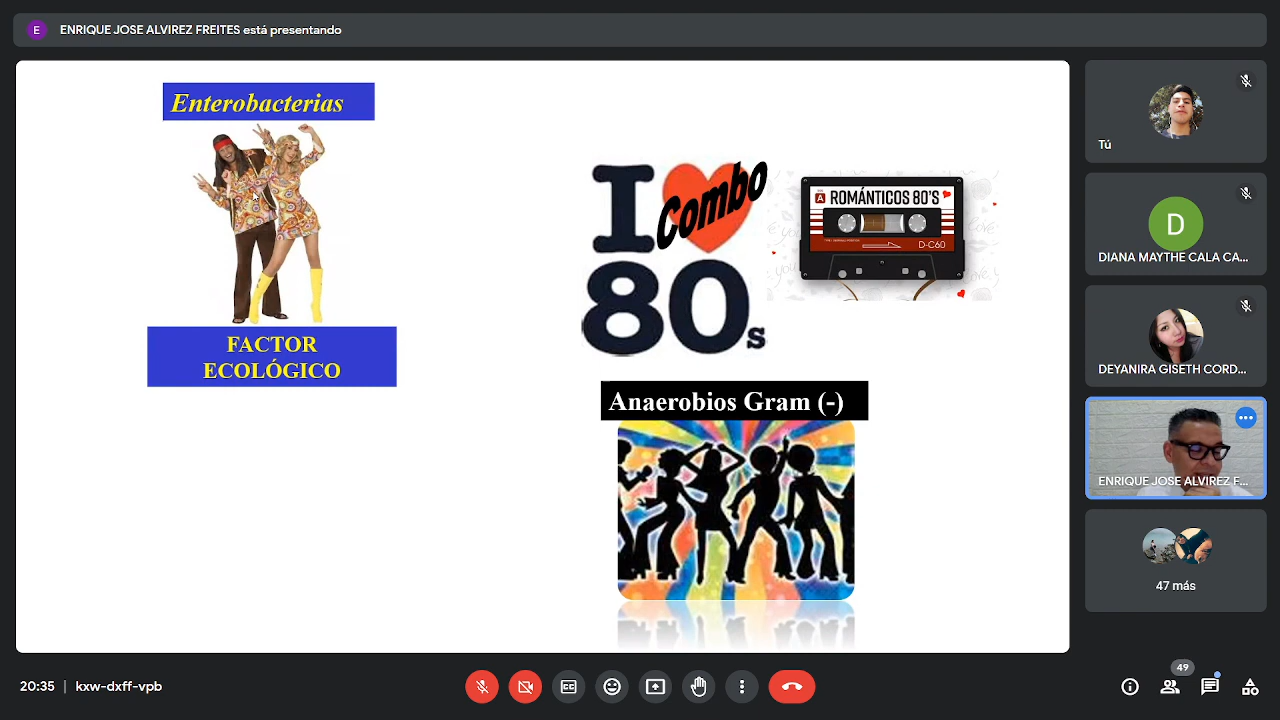 E
ENRIQUE JOSE ALVIREZ FREITES está presentando
Enterobacterias
FACTOR
ECOLÓGICO
I
Combo
80s
A ROMÁNTICOS 80'S
D-C60
Anaerobios Gram (-)
Tú
D
DIANA MAYTHE CALA CA...
DEYANIRA GISETH CORD...
ENRIQUE JOSE ALVIREZ F...
47 más
20:35 | kxw-dxff-vpb
49